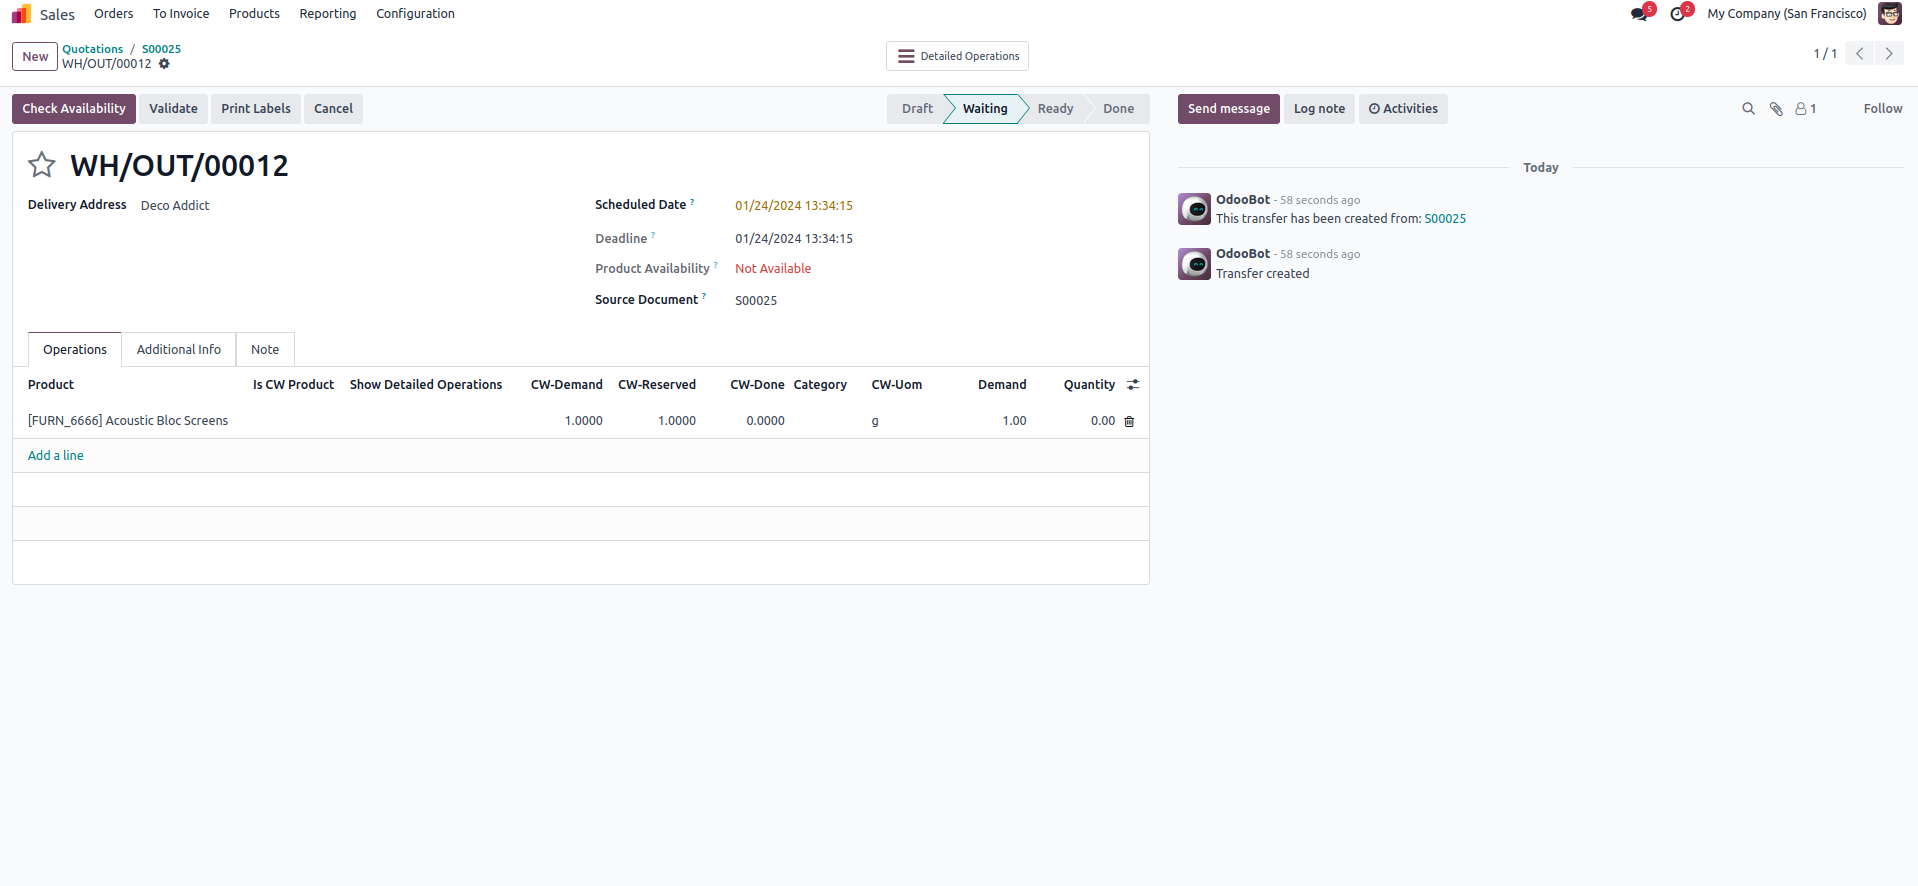 Sales Orders To Invoice Products Reporting Configuration 5 2 My Company (San Francisco)
New Quotations / S00025
WH/OUT/00012
Detailed Operations
1 / 1
Check Availability Validate Print Labels Cancel Draft Waiting Ready Done
Send message Log note Activities 1 Follow
WH/OUT/00012
Delivery Address Deco Addict
Scheduled Date ? 01/24/2024 13:34:15
Deadline ? 01/24/2024 13:34:15
Product Availability ? Not Available
Source Document ? S00025
Operations Additional Info Note
Product Is CW Product Show Detailed Operations CW-Demand CW-Reserved CW-Done Category CW-Uom Demand Quantity
[FURN_6666] Acoustic Bloc Screens 1.0000 1.0000 0.0000 g 1.00 0.00
Add a line
Today
OdooBot - 58 seconds ago
This transfer has been created from: S00025
OdooBot - 58 seconds ago
Transfer created